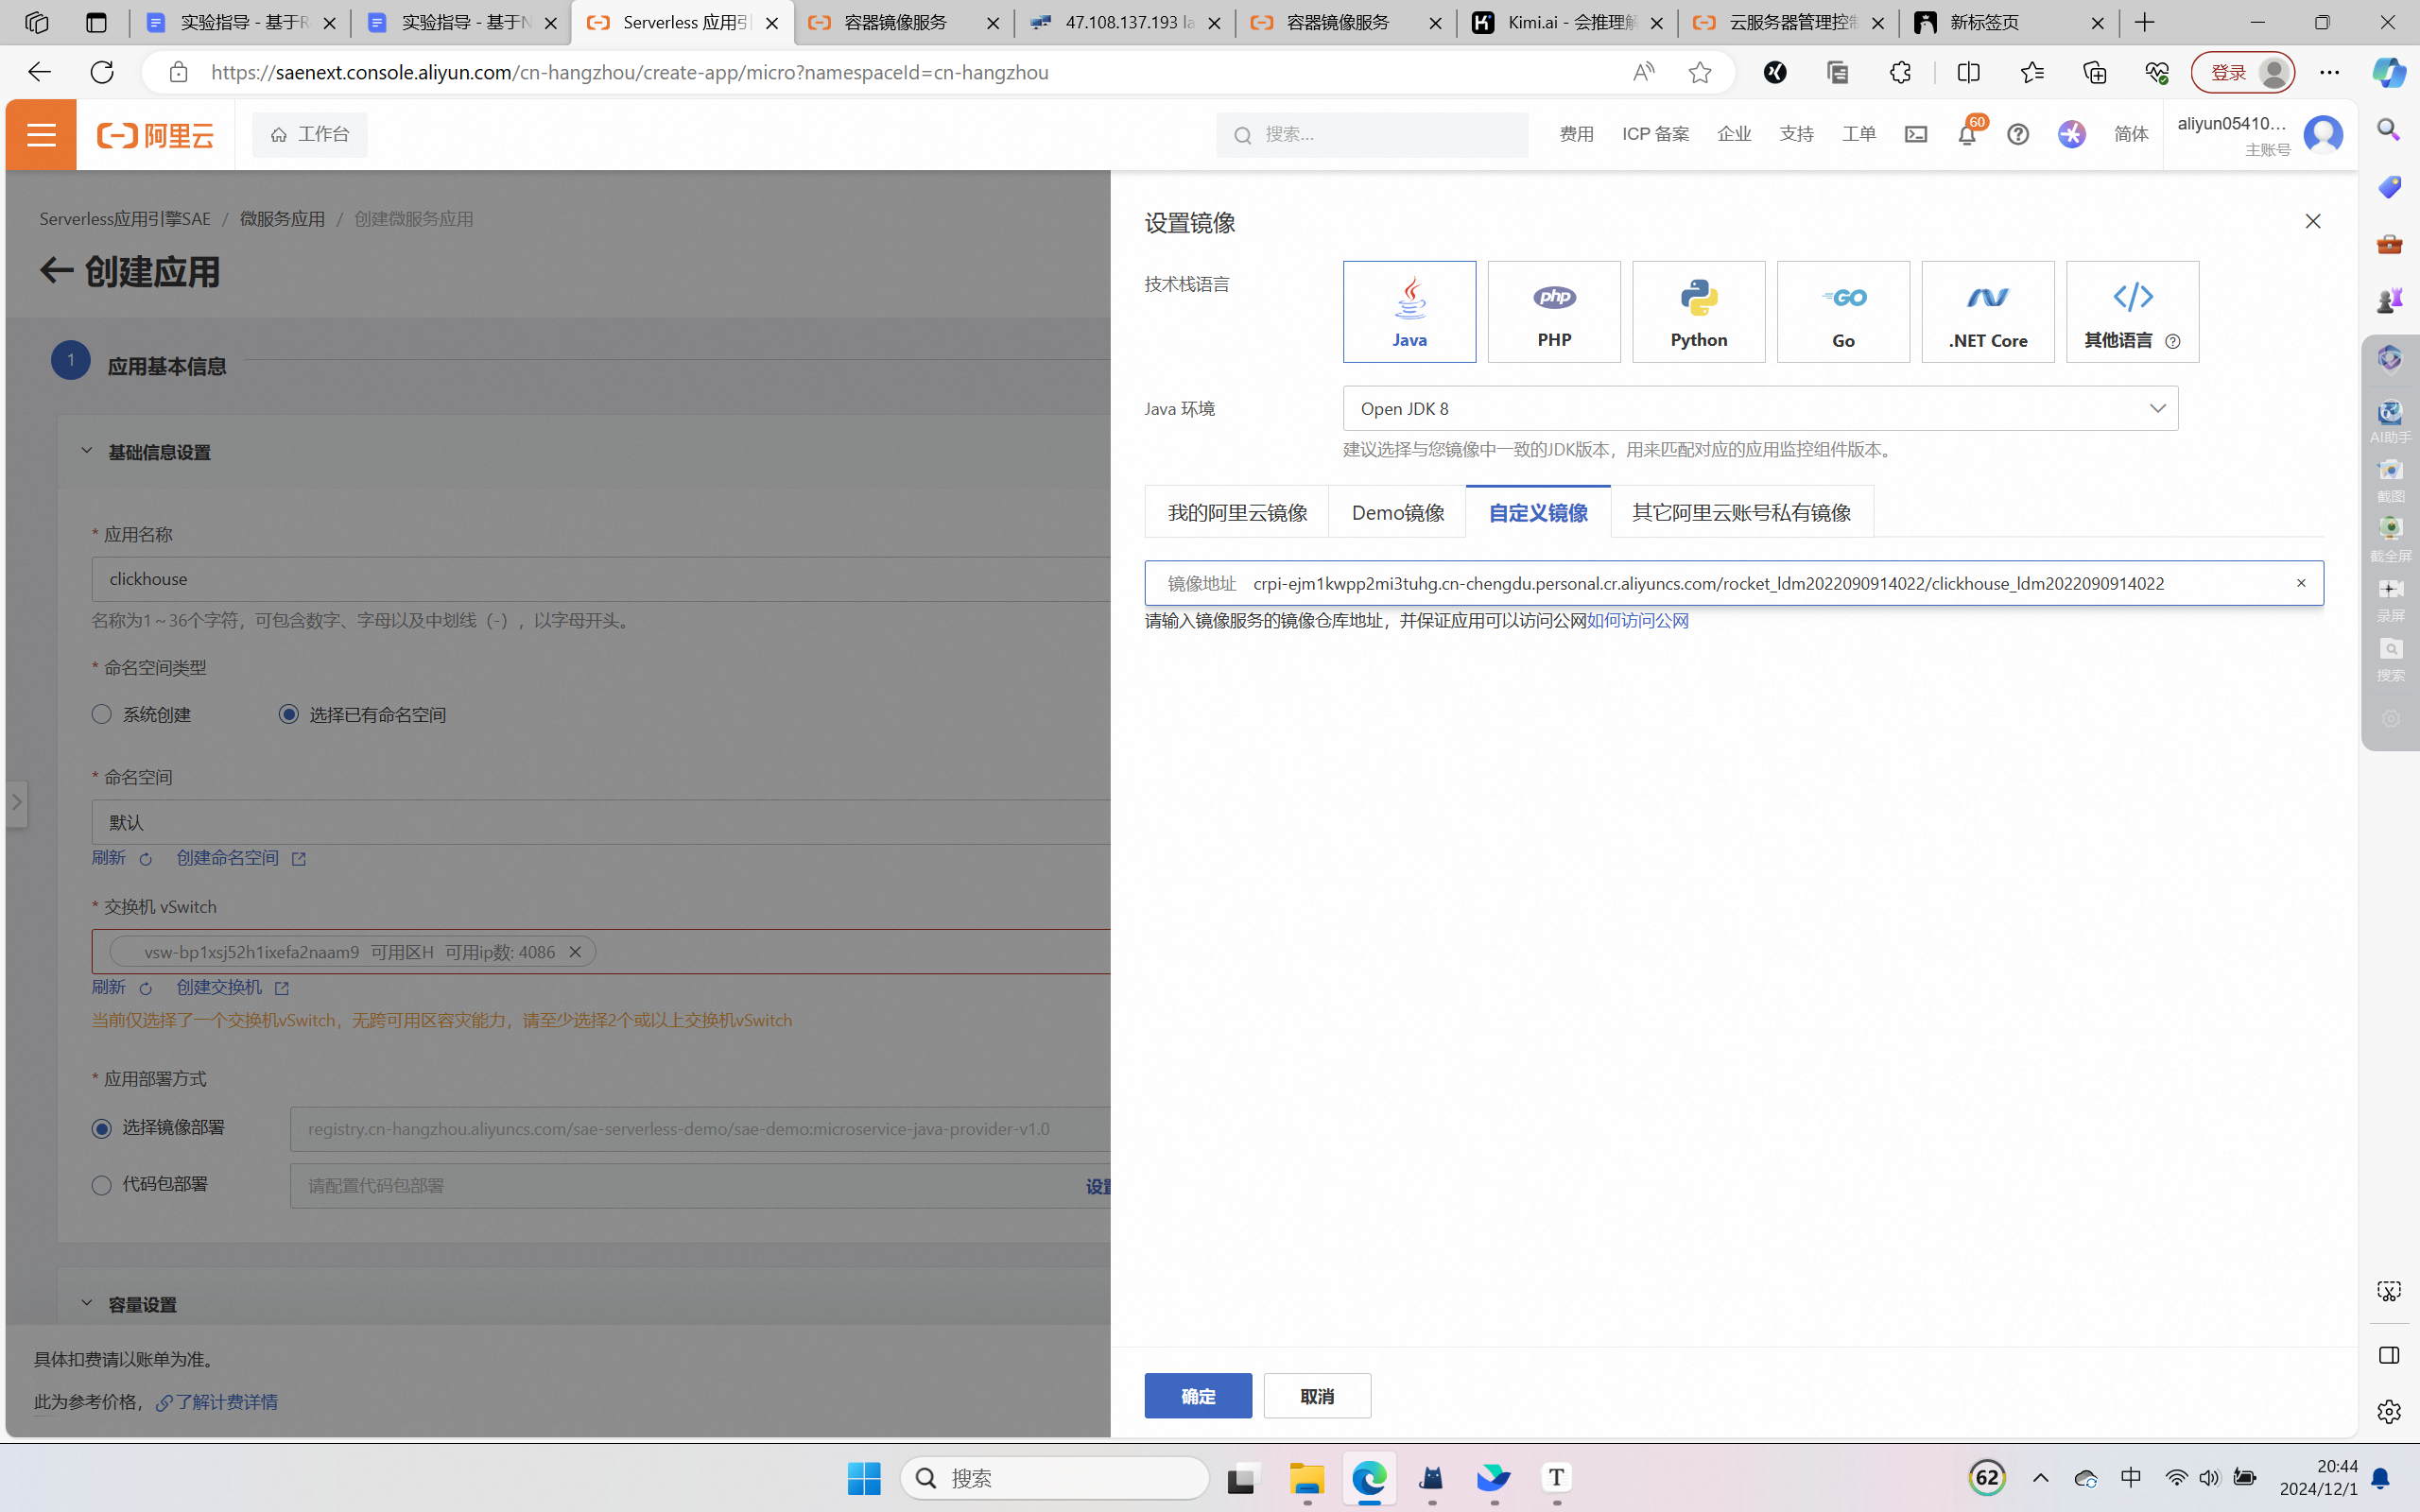 实验指导 - 基于R
实验指导 - 基于N
Serverless 应用引
容器镜像服务
47.108.137.193 la
容器镜像服务
Kimi.ai - 会推理解
云服务器管理控制
新标签页
https://saenext.console.aliyun.com/cn-hangzhou/create-app/micro?namespaceId=cn-hangzhou
登录
阿里云
工作台
搜索...
费用
ICP 备案
企业
支持
工单
60
简体
aliyun05410...
主账号
Serverless应用引擎SAE / 微服务应用 / 创建微服务应用
创建应用
1
应用基本信息
基础信息设置
* 应用名称
clickhouse
名称为1～36个字符，可包含数字、字母以及中划线（-），以字母开头。
* 命名空间类型
系统创建
选择已有命名空间
* 命名空间
默认
刷新
创建命名空间
* 交换机 vSwitch
vsw-bp1xsj52h1ixefa2naam9 可用区H 可用ip数: 4086
刷新
创建交换机
当前仅选择了一个交换机vSwitch，无跨可用区容灾能力，请至少选择2个或以上交换机vSwitch
* 应用部署方式
选择镜像部署
registry.cn-hangzhou.aliyuncs.com/sae-serverless-demo/sae-demo:microservice-java-provider-v1.0
代码包部署
请配置代码包部署
设置
容量设置
具体扣费请以账单为准。
此为参考价格，
了解计费详情
设置镜像
技术栈语言
Java
PHP
Python
Go
.NET Core
其他语言
Java 环境
Open JDK 8
建议选择与您镜像中一致的JDK版本，用来匹配对应的应用监控组件版本。
我的阿里云镜像
Demo镜像
自定义镜像
其它阿里云账号私有镜像
镜像地址
crpi-ejm1kwpp2mi3tuhg.cn-chengdu.personal.cr.aliyuncs.com/rocket_ldm2022090914022/clickhouse_ldm2022090914022
请输入镜像服务的镜像仓库地址，并保证应用可以访问公网如何访问公网
确定
取消
AI助手
截图
截全屏
录屏
搜索
搜索
62
中
20:44
2024/12/1